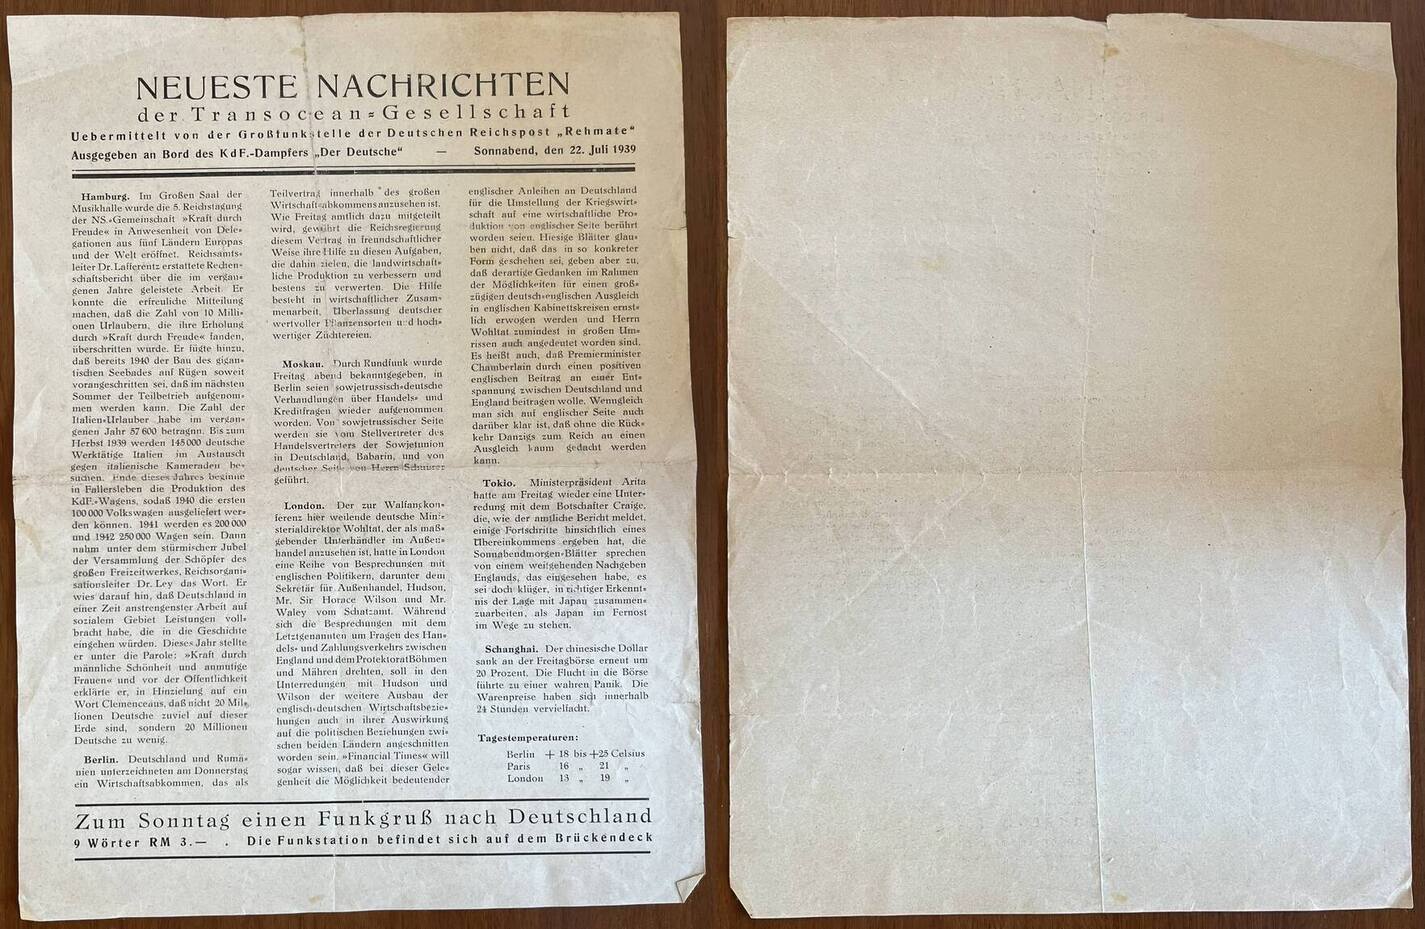 NEUESTE NACHRICHTEN
der Transocean=Gesellschaft
Uebermittelt von der Großfunkstelle der Deutschen Reichspost „Rehmate“
Ausgegeben an Bord des KdF.-Dampfers „Der Deutsche“ — Sonnabend, den 22. Juli 1939
Hamburg. Im Großen Saal der
Musikhalle wurde die 5. Reichstagung
der NS.=Gemeinschaft »Kraft durch
Freude« in Anwesenheit von Dele=
gationen aus fünf Ländern Europas
und der Welt eröffnet. Reichsamts=
leiter Dr. Lafferentz erstattete Rechen=
schaftsbericht über die im vergan=
genen Jahre geleistete Arbeit. Er
konnte die erfreuliche Mitteilung
machen, daß die Zahl von 10 Milli=
onen Urlaubern, die ihre Erholung
durch »Kraft durch Freude« fanden,
überschritten wurde. Er fügte hinzu,
daß bereits 1940 der Bau des gigan=
tischen Seebades auf Rügen soweit
vorangeschritten sei, daß im nächsten
Sommer der Teilbetrieb aufgenom=
men werden kann. Die Zahl der
Italien=Urlauber habe im vergan=
genen Jahr 57600 betragen. Bis zum
Herbst 1939 werden 145000 deutsche
Werktätige Italien im Austausch
gegen italienische Kameraden be=
suchen. Ende dieses Jahres beginne
in Fallersleben die Produktion des
KdF.=Wagens, sodaß 1940 die ersten
100000 Volkswagen ausgeliefert wer=
den können. 1941 werden es 200000
und 1942 250000 Wagen sein. Dann
nahm unter dem stürmischen Jubel
der Versammlung der Schöpfer des
großen Freizeitwerkes, Reichsorgani=
sationsleiter Dr. Ley das Wort. Er
wies darauf hin, daß Deutschland in
einer Zeit anstrengenster Arbeit auf
sozialem Gebiet Leistungen voll=
bracht habe, die in die Geschichte
eingehen würden. Dieses Jahr stellte
er unter die Parole: »Kraft durch
männliche Schönheit und anmutige
Frauen« und vor der Öffentlichkeit
erklärte er, in Hinzielung auf ein
Wort Clemenceaus, daß nicht 20 Mil=
lionen Deutsche zuviel auf dieser
Erde sind, sondern 20 Millionen
Deutsche zu wenig.
Berlin. Deutschland und Rumä=
nien unterzeichneten am Donnerstag
ein Wirtschaftsabkommen, das als
Teilvertrag innerhalb des großen
Wirtschaftsabkommens anzusehen ist.
Wie Freitag amtlich dazu mitgeteilt
wird, gewährt die Reichsregierung
diesem Vertrag in freundschaftlicher
Weise ihre Hilfe zu diesen Aufgaben,
die dahin zielen, die landwirtschaft=
liche Produktion zu verbessern und
bestens zu verwerten. Die Hilfe
besteht in wirtschaftlicher Zusam=
menarbeit, Überlassung deutscher
wertvoller Pflanzensorten und hoch=
wertiger Züchtereien.
Moskau. Durch Rundfunk wurde
Freitag abend bekanntgegeben, in
Berlin seien sowjetrussisch=deutsche
Verhandlungen über Handels= und
Kreditfragen wieder aufgenommen
worden. Von sowjetrussischer Seite
werden sie vom Stellvertreter des
Handelsvertreters der Sowjetunion
in Deutschland, Babarin, und von
deutscher Seite von Herrn Schnurre
geführt.
London. Der zur Walfangkon=
ferenz hier weilende deutsche Mini=
sterialdirektor Wohltat, der als maß=
gebender Unterhändler im Außen=
handel anzusehen ist, hatte in London
eine Reihe von Besprechungen mit
englischen Politikern, darunter dem
Sekretär für Außenhandel, Hudson,
Mr. Sir Horace Wilson und Mr.
Waley vom Schatzamt. Während
sich die Besprechungen mit dem
Letztgenannten um Fragen des Han=
dels= und Zahlungsverkehrs zwischen
England und dem Protektorat Böhmen
und Mähren drehten, soll in den
Unterredungen mit Hudson und
Wilson der weitere Ausbau der
englisch=deutschen Wirtschaftsbezie=
hungen auch in ihrer Auswirkung
auf die politischen Beziehungen zwi=
schen beiden Ländern angeschnitten
worden sein. »Financial Times« will
sogar wissen, daß bei dieser Gele=
genheit die Möglichkeit bedeutender
englischer Anleihen an Deutschland
für die Umstellung der Kriegswirt=
schaft auf eine wirtschaftliche Pro=
duktion von englischer Seite berührt
worden seien. Hiesige Blätter glau=
ben nicht, daß das in so konkreter
Form geschehen sei, geben aber zu,
daß derartige Gedanken im Rahmen
der Möglichkeiten für einen groß=
zügigen deutsch=englischen Ausgleich
in englischen Kabinettskreisen ernst=
lich erwogen werden und Herrn
Wohltat zumindest in großen Um=
rissen auch angedeutet worden sind.
Es heißt auch, daß Premierminister
Chamberlain durch einen positiven
englischen Beitrag an einer Ent=
spannung zwischen Deutschland und
England beitragen wolle. Wenngleich
man sich auf englischer Seite auch
darüber klar ist, daß ohne die Rück=
kehr Danzigs zum Reich an einen
Ausgleich kaum gedacht werden
kann.
Tokio. Ministerpräsident Arita
hatte am Freitag wieder eine Unter=
redung mit dem Botschafter Craige,
die, wie der amtliche Bericht meldet,
einige Fortschritte hinsichtlich eines
Übereinkommens ergeben hat, die
Sonnabendmorgen=Blätter sprechen
von einem weitgehenden Nachgeben
Englands, das eingesehen habe, es
sei doch klüger, in richtiger Erkennt=
nis der Lage mit Japan zusammen=
zuarbeiten, als Japan im Fernost
im Wege zu stehen.
Schanghai. Der chinesische Dollar
sank an der Freitagbörse erneut um
20 Prozent. Die Flucht in die Börse
führte zu einer wahren Panik. Die
Warenpreise haben sich innerhalb
24 Stunden vervielfacht.
Tagestemperaturen:
Berlin + 18 bis +25 Celsius
Paris 16 „ 21 „
London 13 „ 19 „
Zum Sonntag einen Funkgruß nach Deutschland
9 Wörter RM 3.— . Die Funkstation befindet sich auf dem Brückendeck